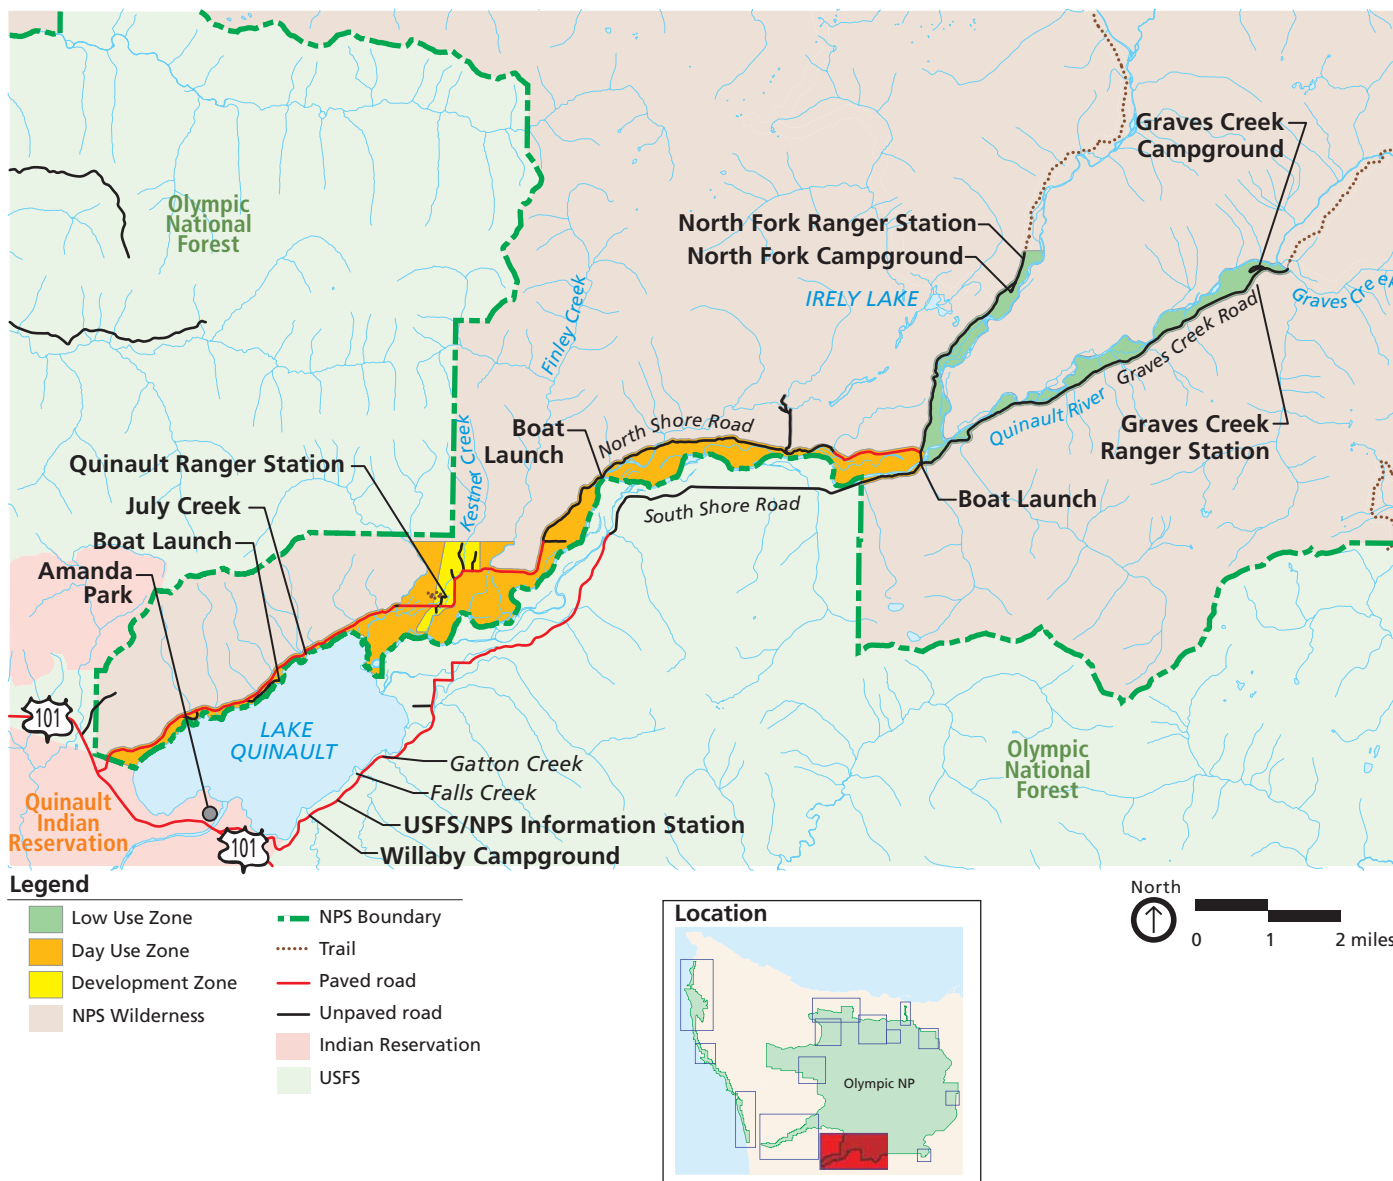 Graves Creek
Campground
Olympic
National
Forest
North Fork Ranger Station
North Fork Campground
IRELY LAKE
Graves Creek
Finley Creek
Graves Creek Road
Quinault River
Kestner Creek
Boat
Launch
North Shore Road
Graves Creek
Ranger Station
Quinault Ranger Station
July Creek
Boat Launch
South Shore Road
Boat Launch
Amanda
Park
101
LAKE
QUINAULT
Gatton Creek
Falls Creek
Olympic
National
Forest
Quinault
Indian
Reservation
USFS/NPS Information Station
101
Willaby Campground
Legend
Low Use Zone
Day Use Zone
Development Zone
NPS Wilderness
NPS Boundary
Trail
Paved road
Unpaved road
Indian Reservation
USFS
Location
Olympic NP
North
0 1 2 miles